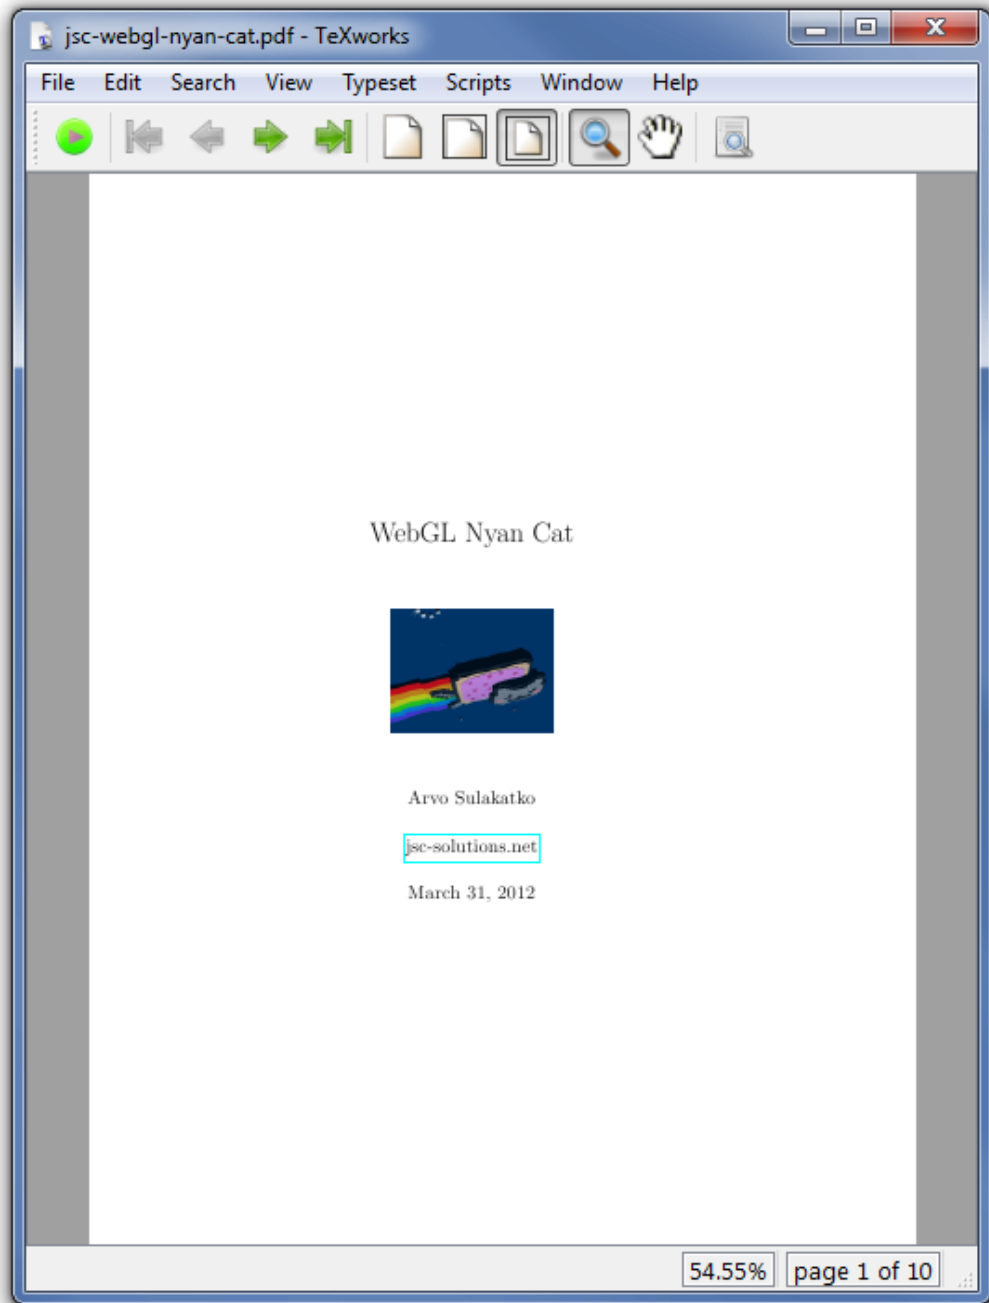 jsc-webgl-nyan-cat.pdf - TeXworks
File Edit Search View Typeset Scripts Window Help
WebGL Nyan Cat
Arvo Sulakatko
jsc-solutions.net
March 31, 2012
54.55% page 1 of 10